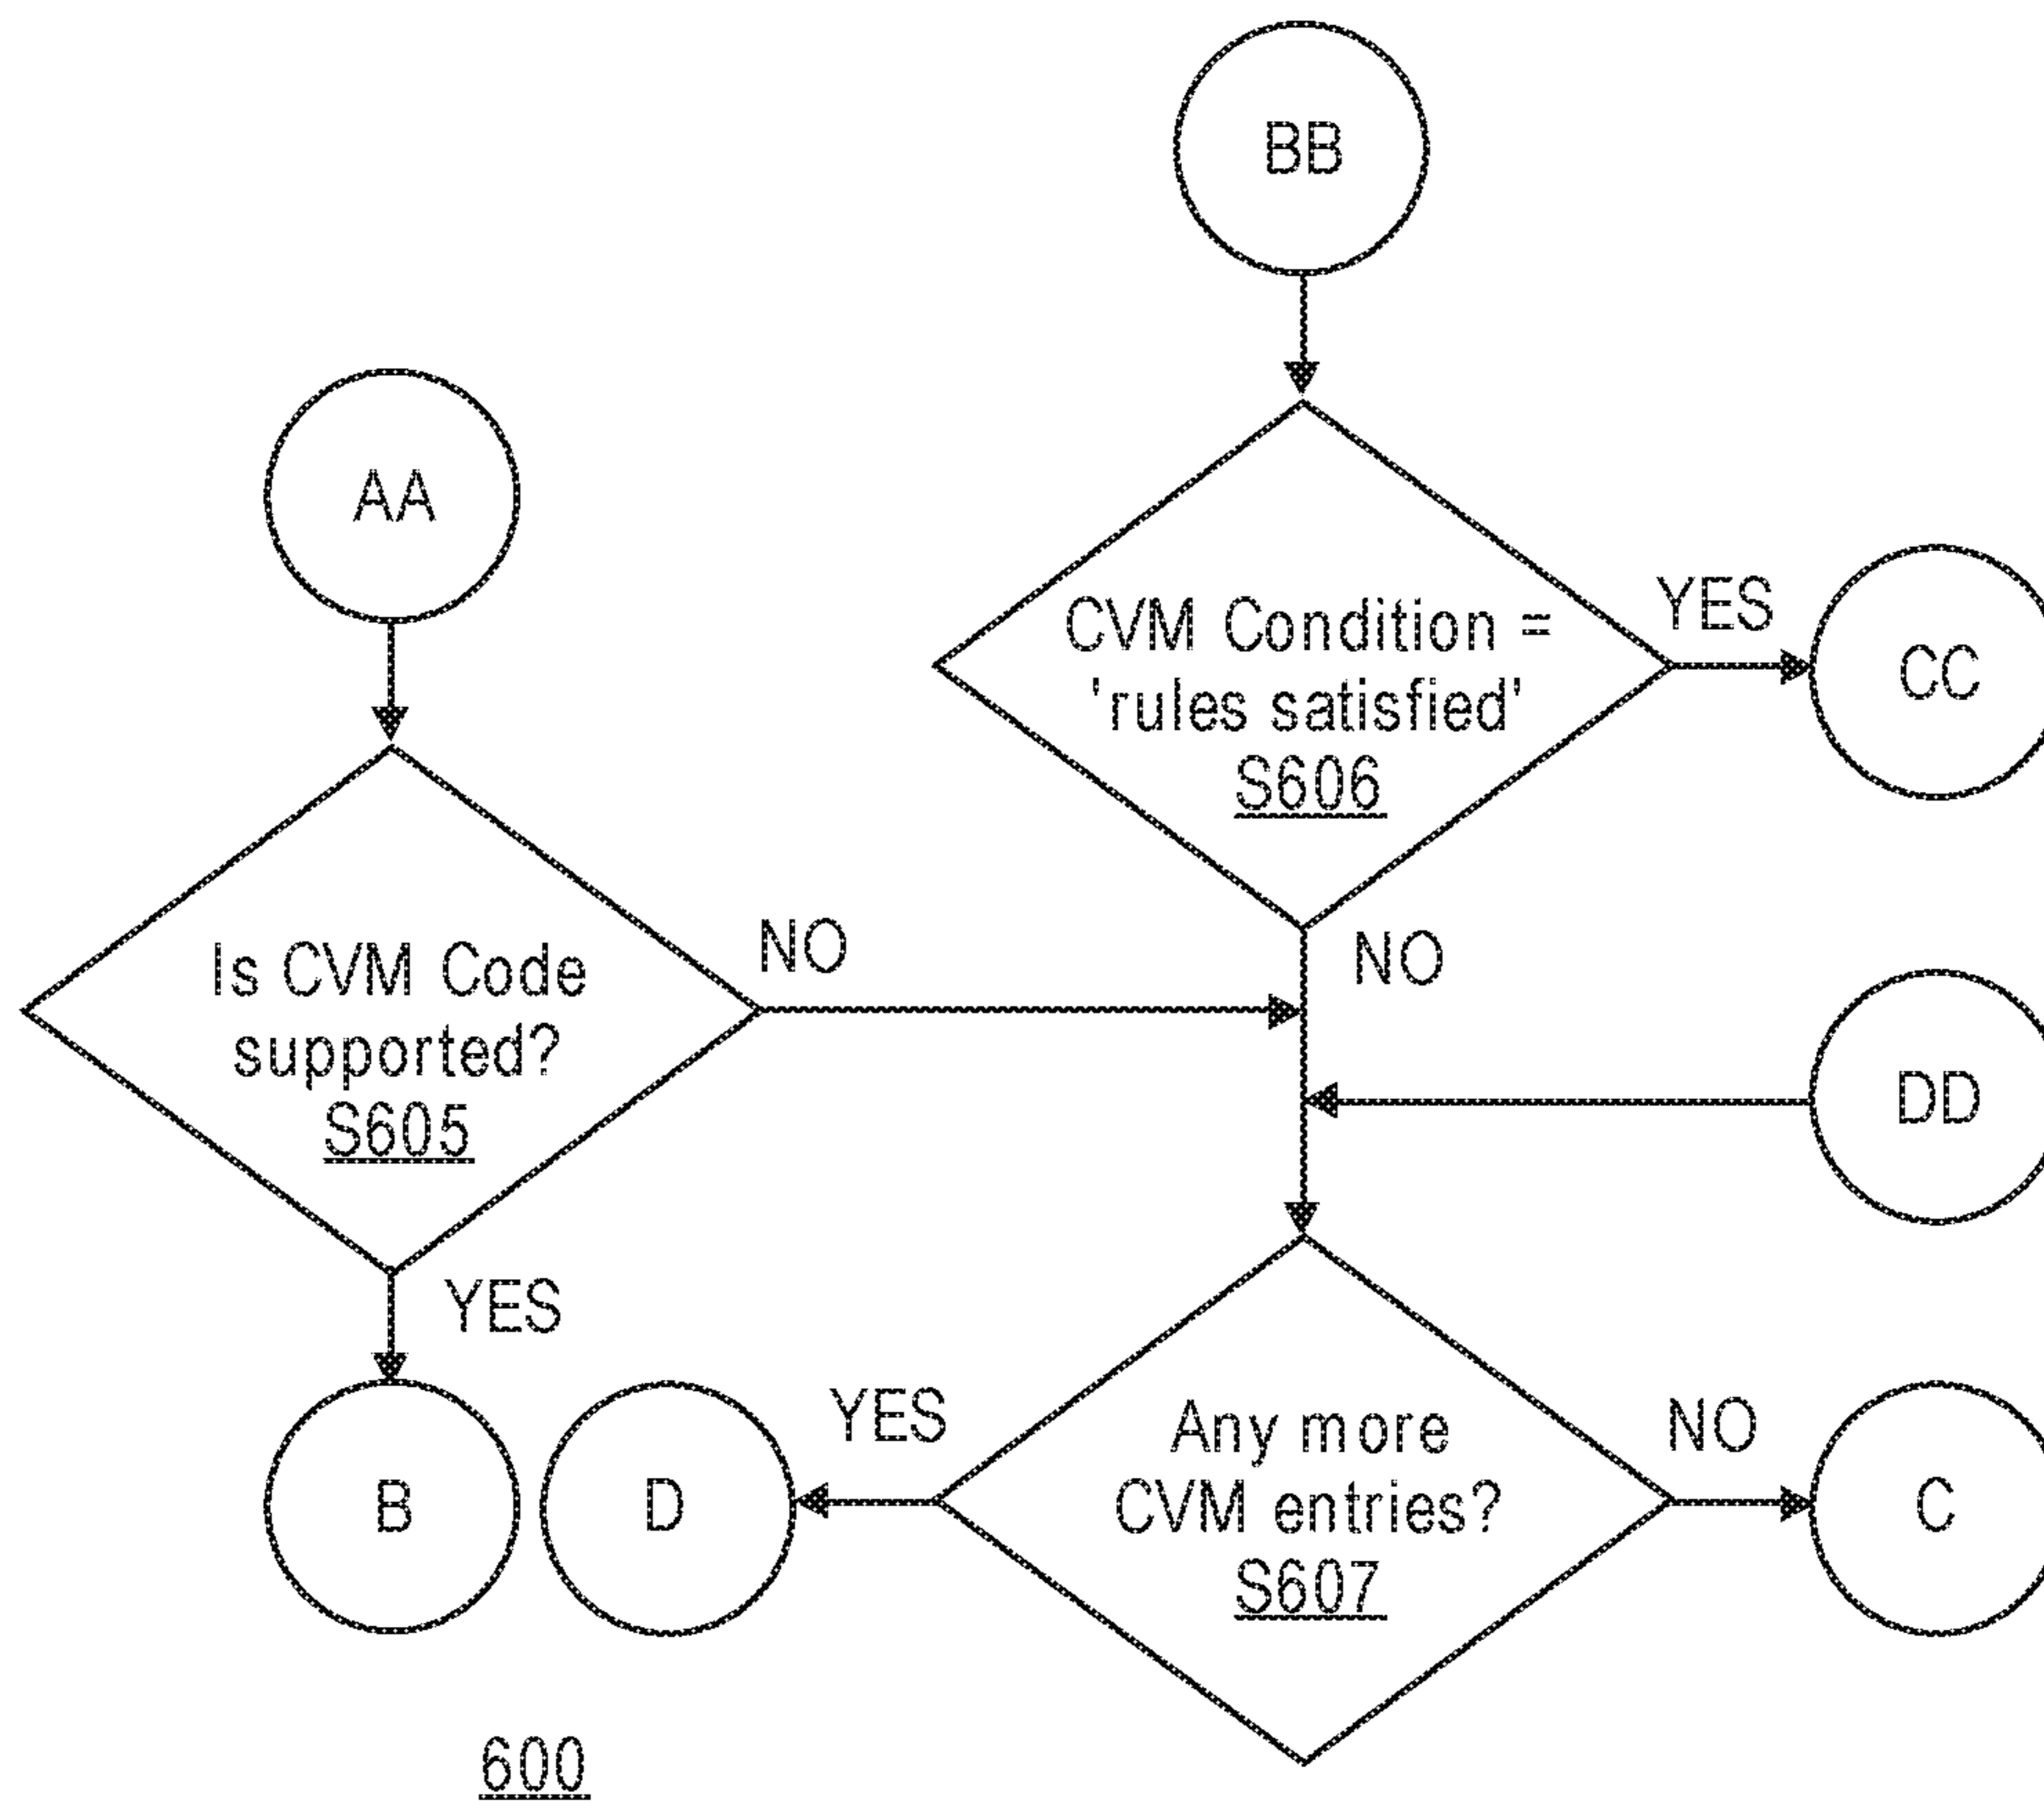 BB
AA
CVM Condition =
'rules satisfied'
S606
YES
CC
Is CVM Code
supported?
S605
NO
NO
DD
YES
B
D
YES
Any more
CVM entries?
S607
NO
C
600